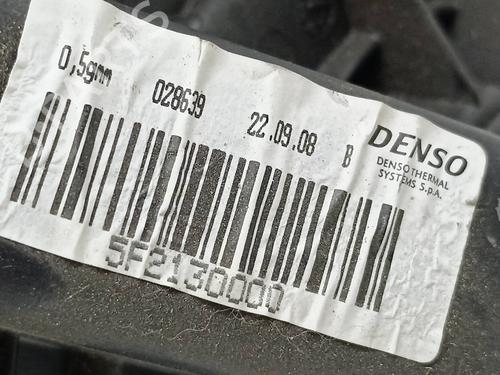 0,5gmm 028639 22.09.08 B DENSO
DENSO THERMAL
SYSTEMS S.p.A.
5F2130000